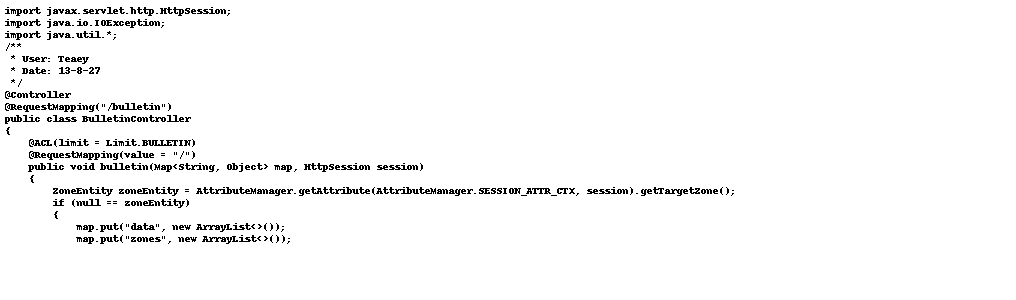 import javax.servlet.http.HttpSession;
import java.io.IOException;
import java.util.*;
/**
 * User: Teaey
 * Date: 13-8-27
 */
@Controller
@RequestMapping("/bulletin")
public class BulletinController
{
    @ACL(limit = Limit.BULLETIN)
    @RequestMapping(value = "/")
    public void bulletin(Map<String, Object> map, HttpSession session)
    {
        ZoneEntity zoneEntity = AttributeManager.getAttribute(AttributeManager.SESSION_ATTR_CTX, session).getTargetZone();
        if (null == zoneEntity)
        {
            map.put("data", new ArrayList<>());
            map.put("zones", new ArrayList<>());